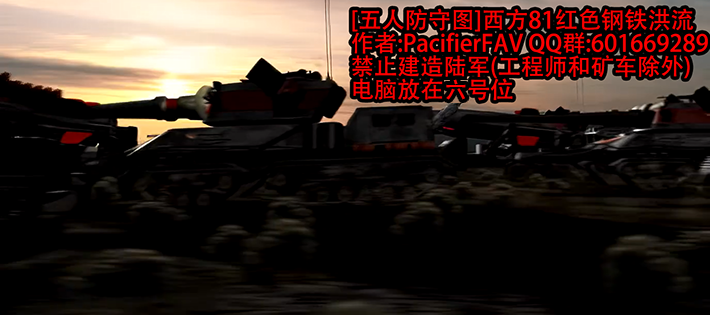 [五人防守图]西方81红色钢铁洪流
作者:PacifierFAV QQ群:601669289
禁止建造陆军(工程师和矿车除外)
电脑放在六号位